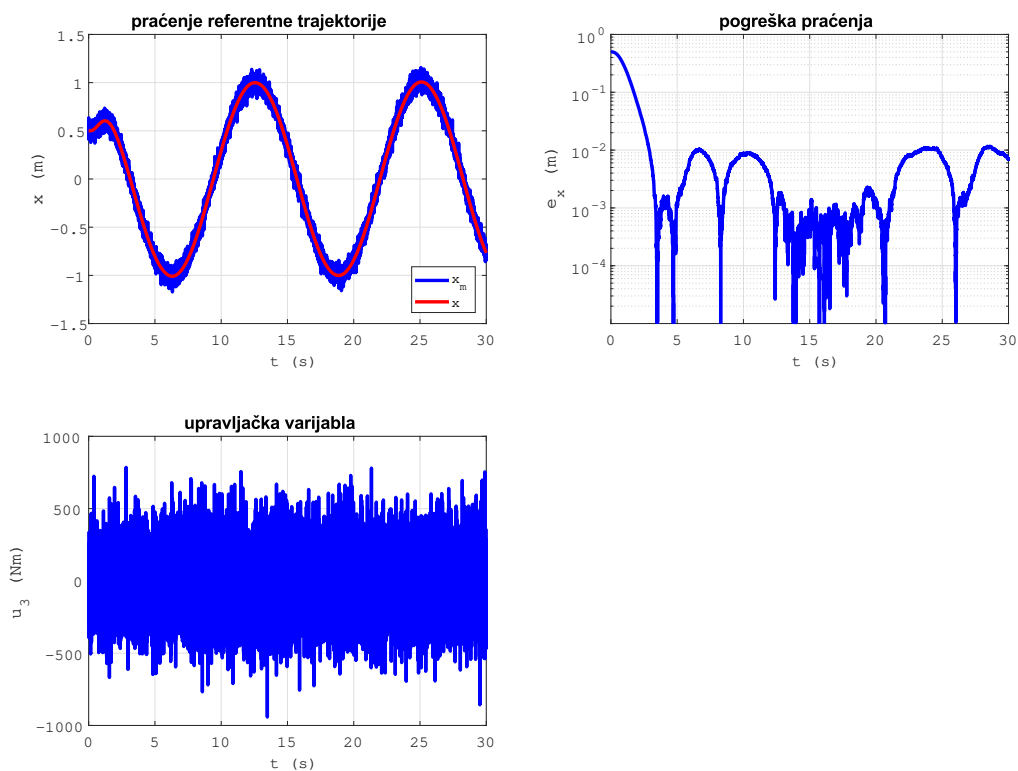 praćenje referentne trajektorije
1.5
1
0.5
0
-0.5
-1
-1.5
x (m)
0 5 10 15 20 25 30
t (s)
x_m
x
pogreška praćenja
10^0
10^-1
10^-2
10^-3
10^-4
e_x (m)
0 5 10 15 20 25 30
t (s)
upravljačka varijabla
1000
500
0
-500
-1000
u_3 (Nm)
0 5 10 15 20 25 30
t (s)